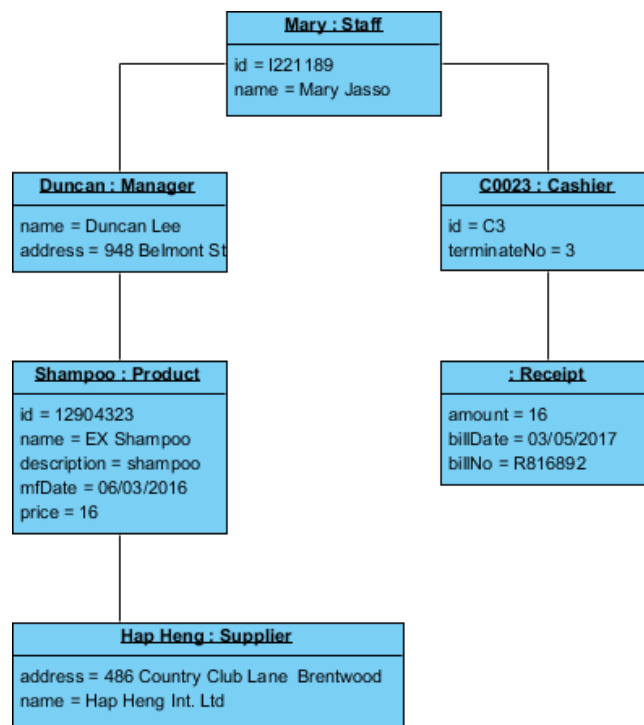 Mary : Staff
id = I221189
name = Mary Jasso
Duncan : Manager
name = Duncan Lee
address = 948 Belmont St
C0023 : Cashier
id = C3
terminateNo = 3
Shampoo : Product
id = 12904323
name = EX Shampoo
description = shampoo
mfDate = 06/03/2016
price = 16
: Receipt
amount = 16
billDate = 03/05/2017
billNo = R816892
Hap Heng : Supplier
address = 486 Country Club Lane  Brentwood
name = Hap Heng Int. Ltd